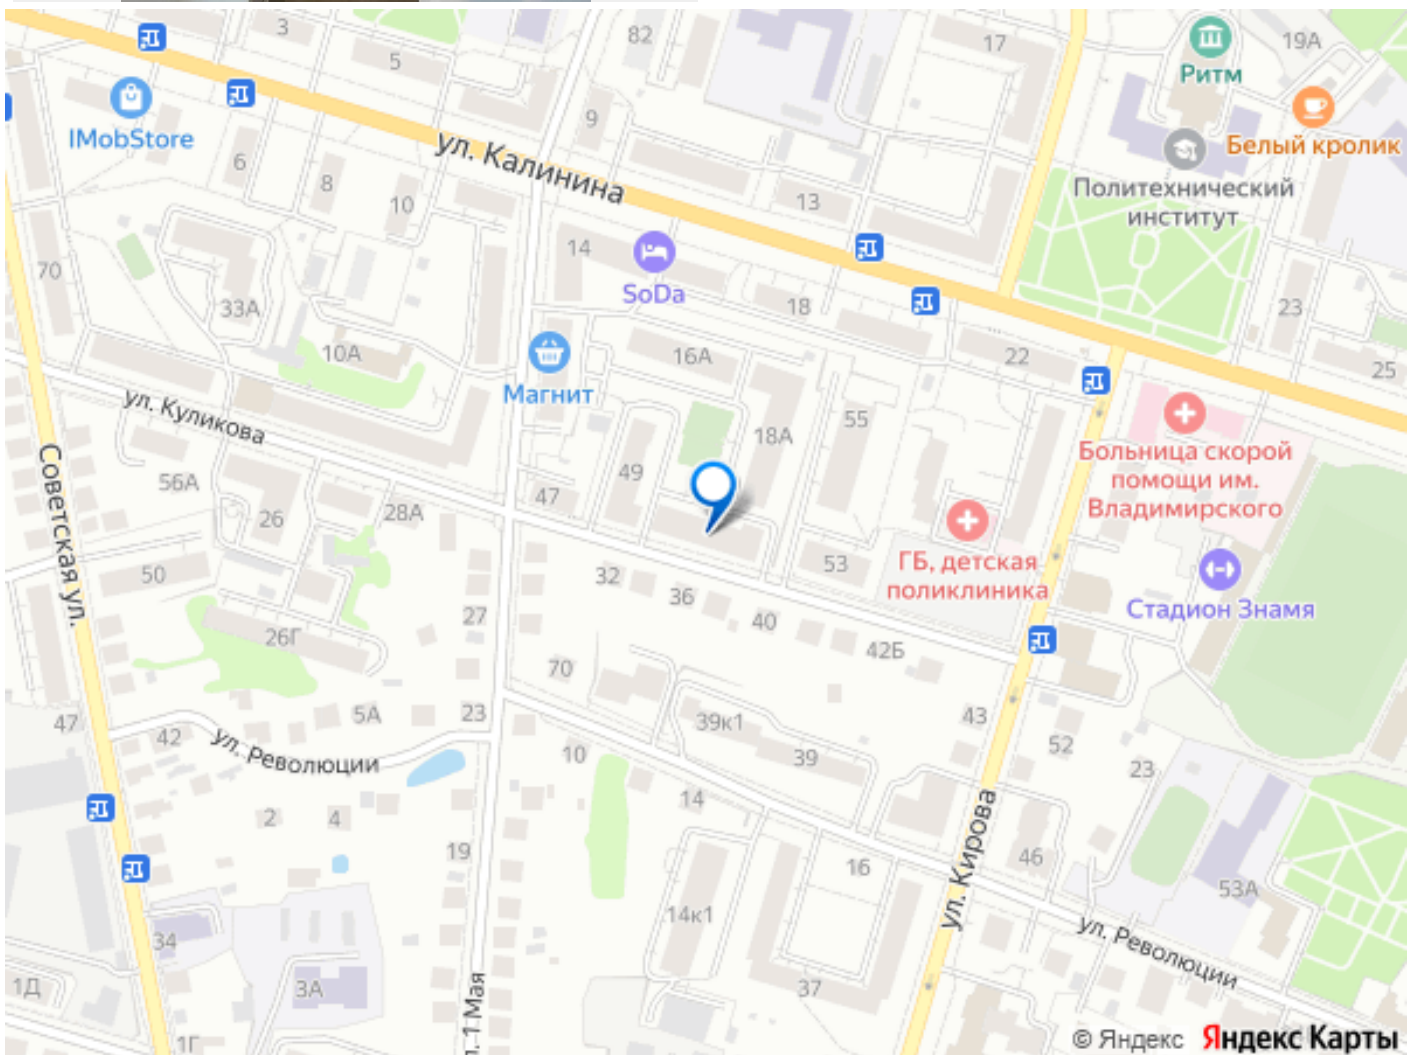 3
82
17
19А
5
Ритм
IMobStore
9
Белый кролик
ул. Калинина
6
8
10
13
Политехнический
институт
14
70
SoDa
33А
18
23
10А
16А
22
25
Магнит
ул. Куликова
55
18А
Больница скорой
помощи им.
Владимирского
Советская ул.
56А
49
47
26
28А
ГБ, детская
поликлиника
53
50
32
36
40
Стадион Знамя
27
26Г
42Б
70
5А
23
39к1
43
47
42
ул. Революции
10
39
52
23
14
2
4
ул. Кирова
19
16
46
53А
14к1
34
ул. Революции
1Д
3А
37
л. 1 Мая
1Г
© Яндекс Яндекс Карты